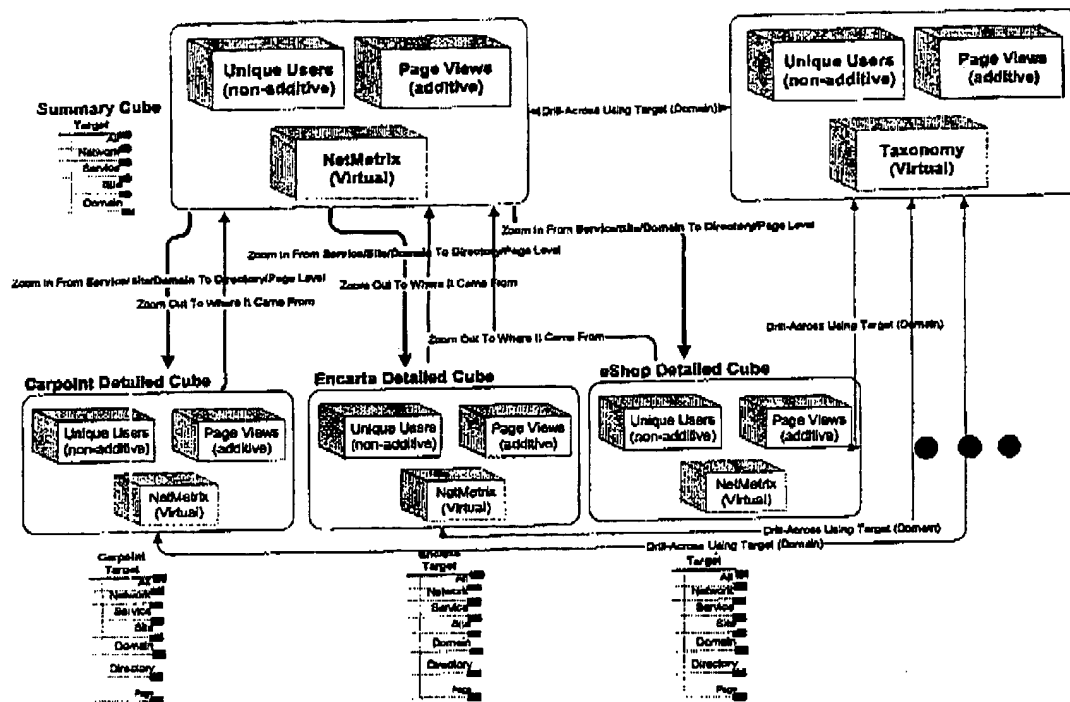 Unique Users
(non-additive)
Page Views
(additive)
NetMetrix
(Virtual)
Summary Cube
Target
All
Network
Service
Site
Domain
Drill-Across Using Target (Domain)
Unique Users
(non-additive)
Page Views
(additive)
Taxonomy
(Virtual)
Zoom In From Service/Site/Domain To Directory/Page Level
Zoom In From Service/Site/Domain To Directory/Page Level
Zoom In From Service/Site/Domain To Directory/Page Level
Zoom Out To Where It Came From
Zoom Out To Where It Came From
Zoom Out To Where It Came From
Drill-Across Using Target (Domain)
Carpoint Detailed Cube
Unique Users
(non-additive)
Page Views
(additive)
NetMetrix
(Virtual)
Encarta Detailed Cube
Unique Users
(non-additive)
Page Views
(additive)
NetMetrix
(Virtual)
eShop Detailed Cube
Unique Users
(non-additive)
Page Views
(additive)
NetMetrix
(Virtual)
Drill-Across Using Target (Domain)
Drill-Across Using Target (Domain)
Carpoint
Target
All
Network
Service
Site
Domain
Directory
Page
Encarta
Target
All
Network
Service
Site
Domain
Directory
Page
Target
All
Network
Service
Site
Domain
Directory
Page